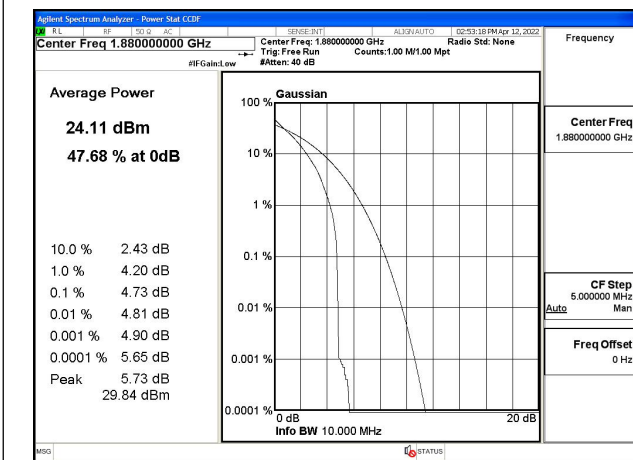 Agilent Spectrum Analyzer - Power Stat CCDF
RL RF 50 Ω AC SENSE:INT ALIGN AUTO 02:53:18 PM Apr 12, 2022
Center Freq 1.880000000 GHz
Center Freq: 1.880000000 GHz Radio Std: None
Trig: Free Run Counts:1.00 M/1.00 Mpt
#IFGain:Low #Atten: 40 dB
Frequency
Average Power
24.11 dBm
47.68 % at 0dB
10.0 % 2.43 dB
1.0 % 4.20 dB
0.1 % 4.73 dB
0.01 % 4.81 dB
0.001 % 4.90 dB
0.0001 % 5.65 dB
Peak 5.73 dB
29.84 dBm
Gaussian
100 %
10 %
1 %
0.1 %
0.01 %
0.001 %
0.0001 %
0 dB 20 dB
Info BW 10.000 MHz
Center Freq
1.880000000 GHz
CF Step
5.000000 MHz
Auto Man
Freq Offset
0 Hz
MSG STATUS